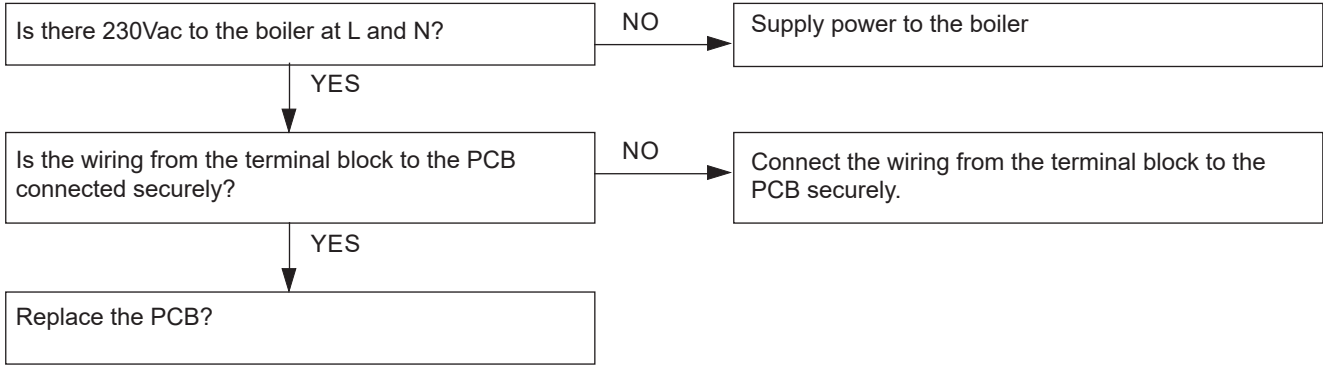 Is there 230Vac to the boiler at L and N?
NO
Supply power to the boiler
YES
Is the wiring from the terminal block to the PCB
connected securely?
NO
Connect the wiring from the terminal block to the
PCB securely.
YES
Replace the PCB?